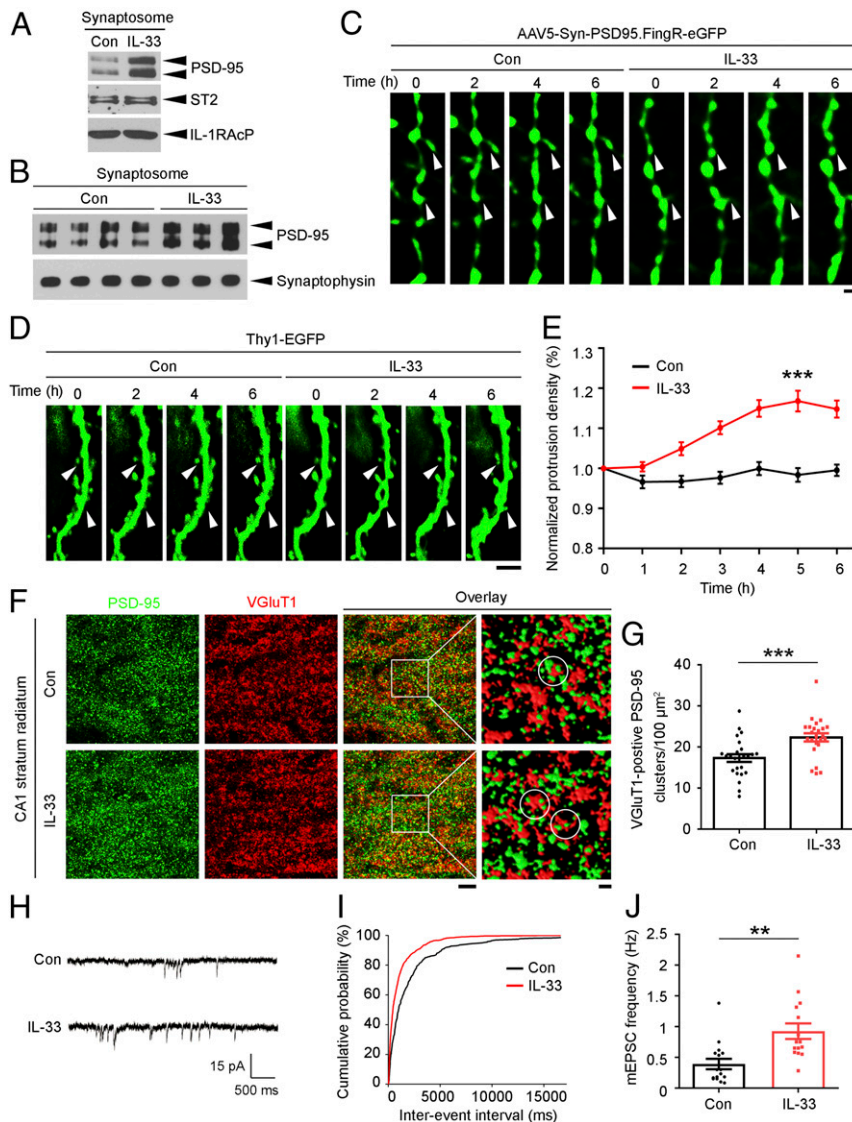 A
Synaptosome
Con IL-33
PSD-95
ST2
IL-1RAcP
B
Synaptosome
Con IL-33
PSD-95
Synaptophysin
C
AAV5-Syn-PSD95.FingR-eGFP
Con IL-33
Time (h) 0 2 4 6 0 2 4 6
D
Thy1-EGFP
Con IL-33
Time (h) 0 2 4 6 0 2 4 6
E
Normalized protrusion density (%)
1.3
1.2
1.1
1.0
0.9
0.8
Con
IL-33
***
0 1 2 3 4 5 6
Time (h)
F
PSD-95 VGluT1 Overlay
CA1 stratum radiatum
Con
IL-33
G
VGluT1-postive PSD-95
clusters/100 µm²
40
30
20
10
0
***
Con IL-33
H
Con
IL-33
15 pA
500 ms
I
Cumulative probability (%)
100
80
60
40
20
0
Con
IL-33
0 5000 10000 15000
Inter-event interval (ms)
J
mEPSC frequency (Hz)
2.5
2
1.5
1
0.5
0
**
Con IL-33